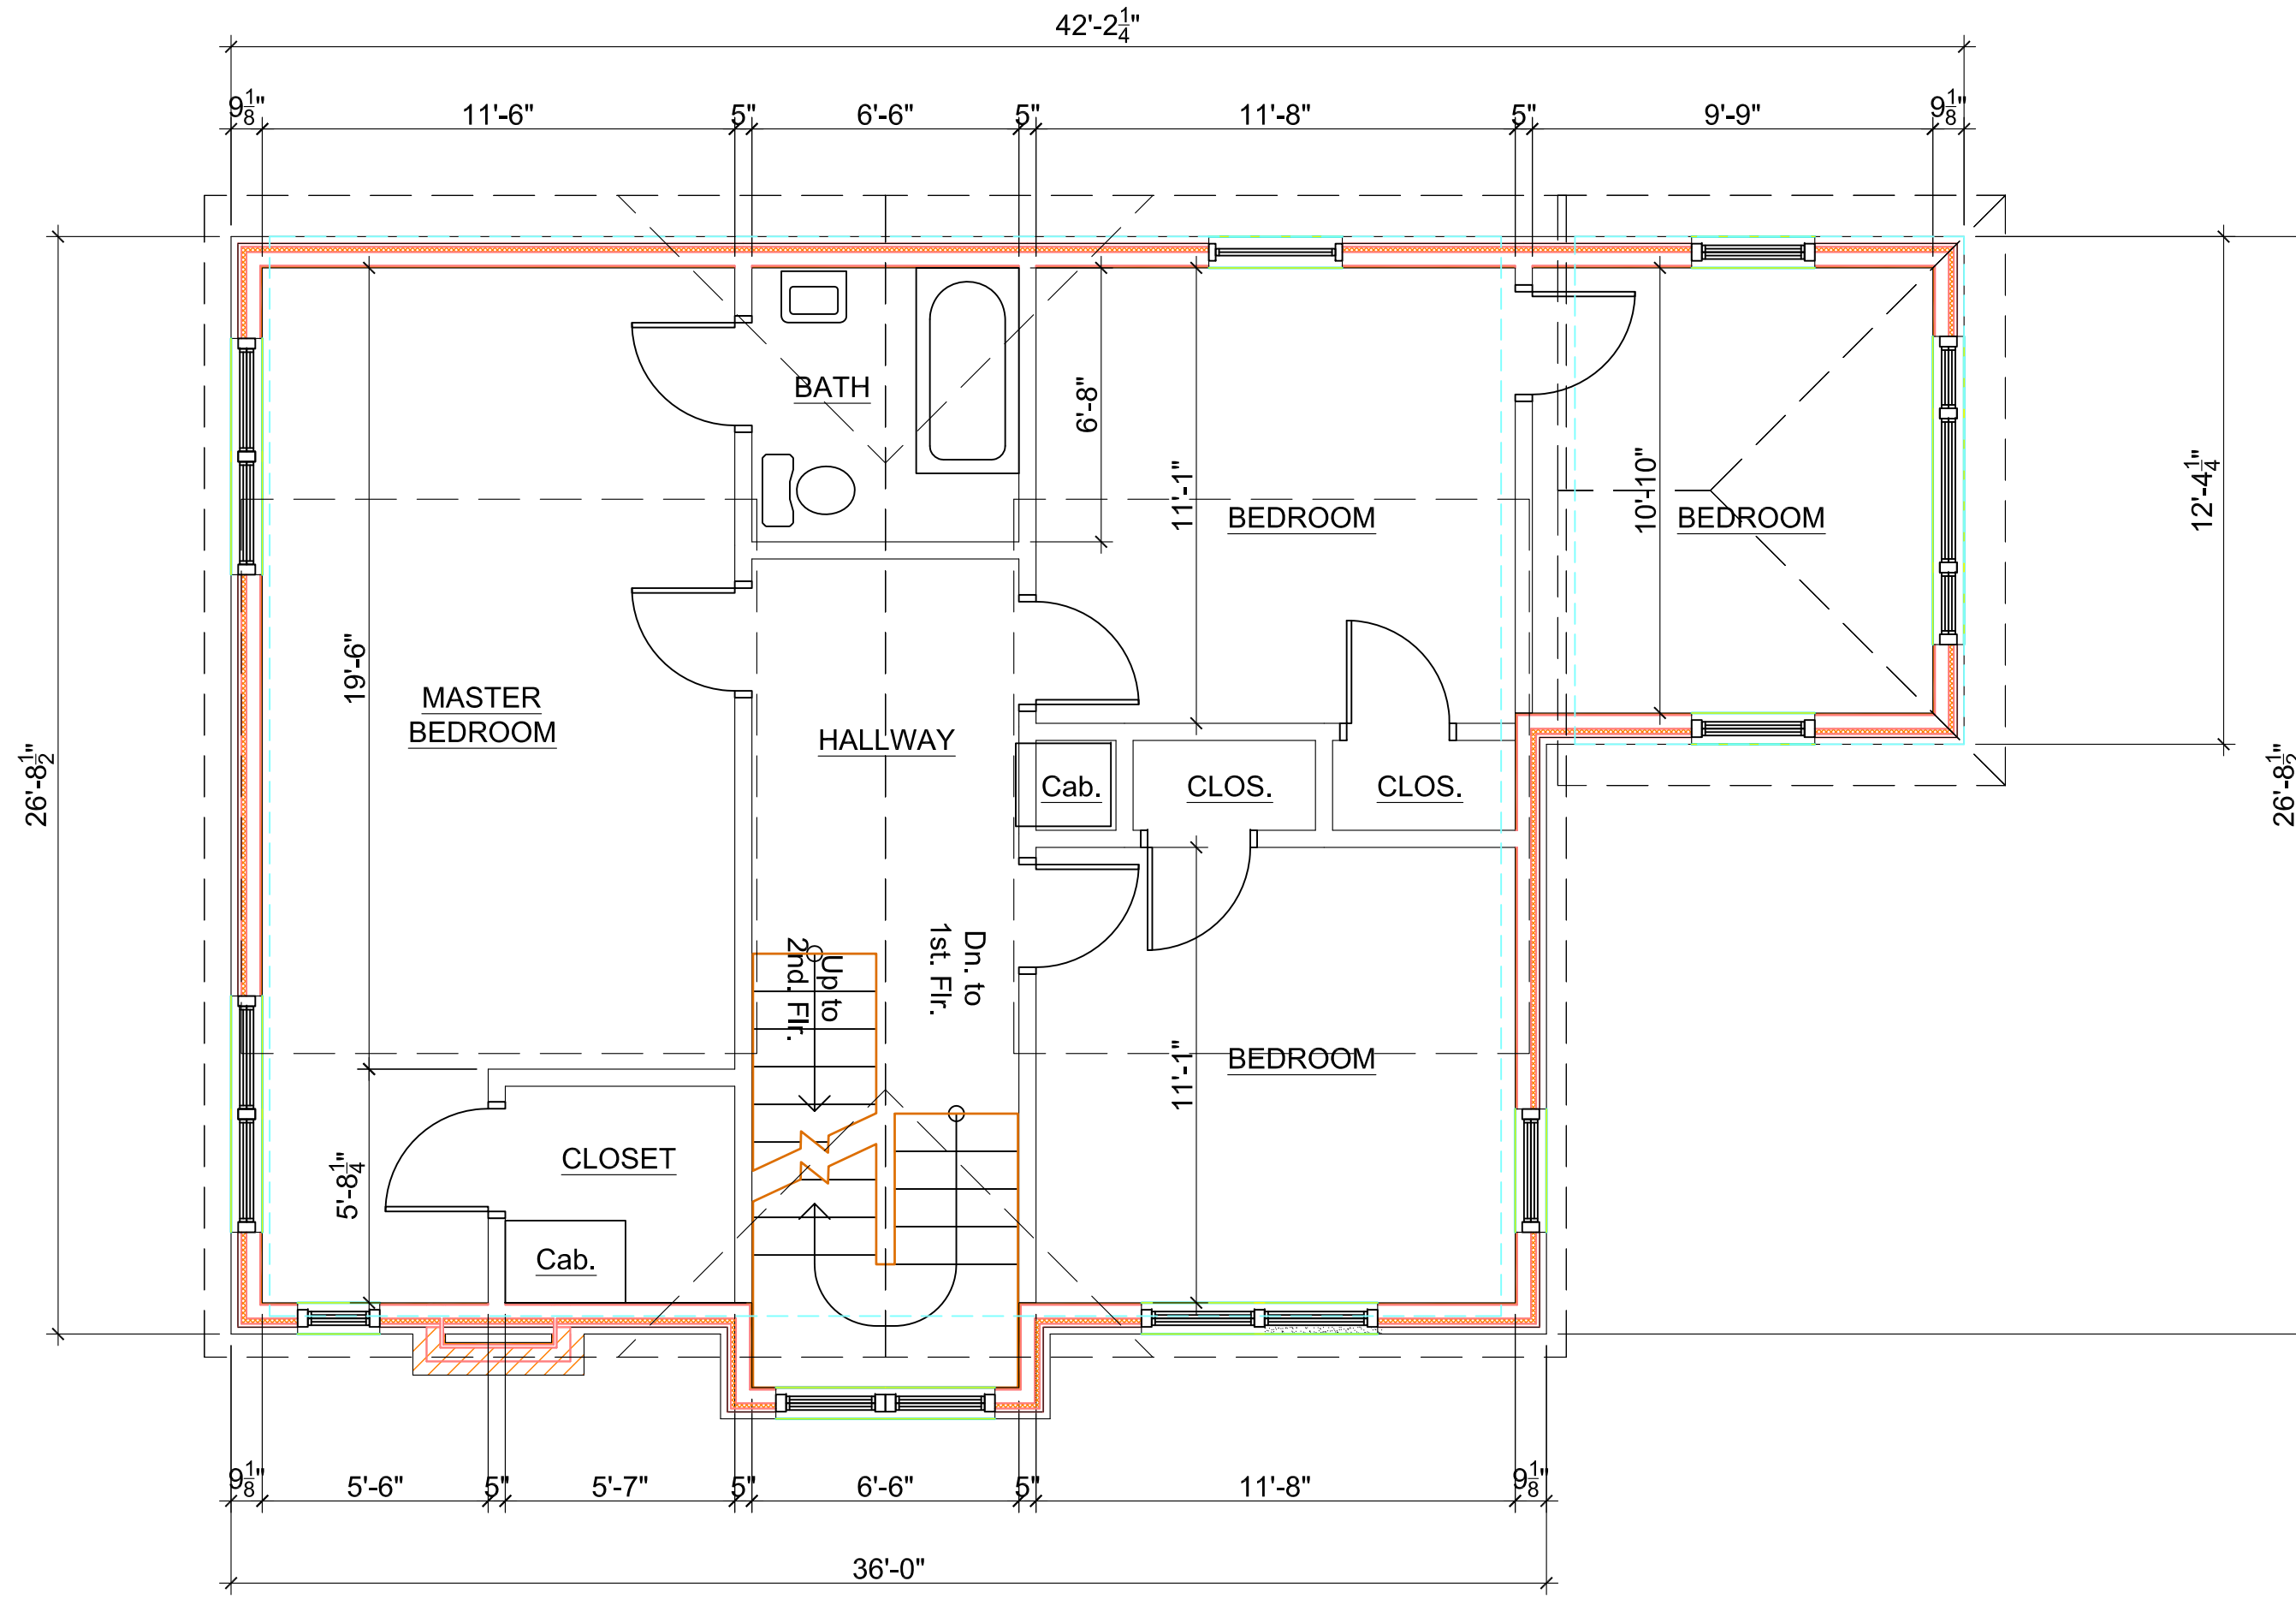 42'-2 1/4"
9 1/8" 11'-6" 5" 6'-6" 5" 11'-8" 5" 9'-9" 9 1/8"
BATH
6'-8"
11'-1"
BEDROOM
10'-10"
BEDROOM
12'-4 1/4"
19'-6"
MASTER
BEDROOM
HALLWAY
26'-8 1/2"
26'-8 1/2"
Cab.
CLOS.
CLOS.
Up to
2nd. Flr.
Dn. to
1st. Flr.
11'-1"
BEDROOM
5'-8 1/4"
CLOSET
Cab.
9 1/8" 5'-6" 5" 5'-7" 5" 6'-6" 5" 11'-8" 9 1/8"
36'-0"